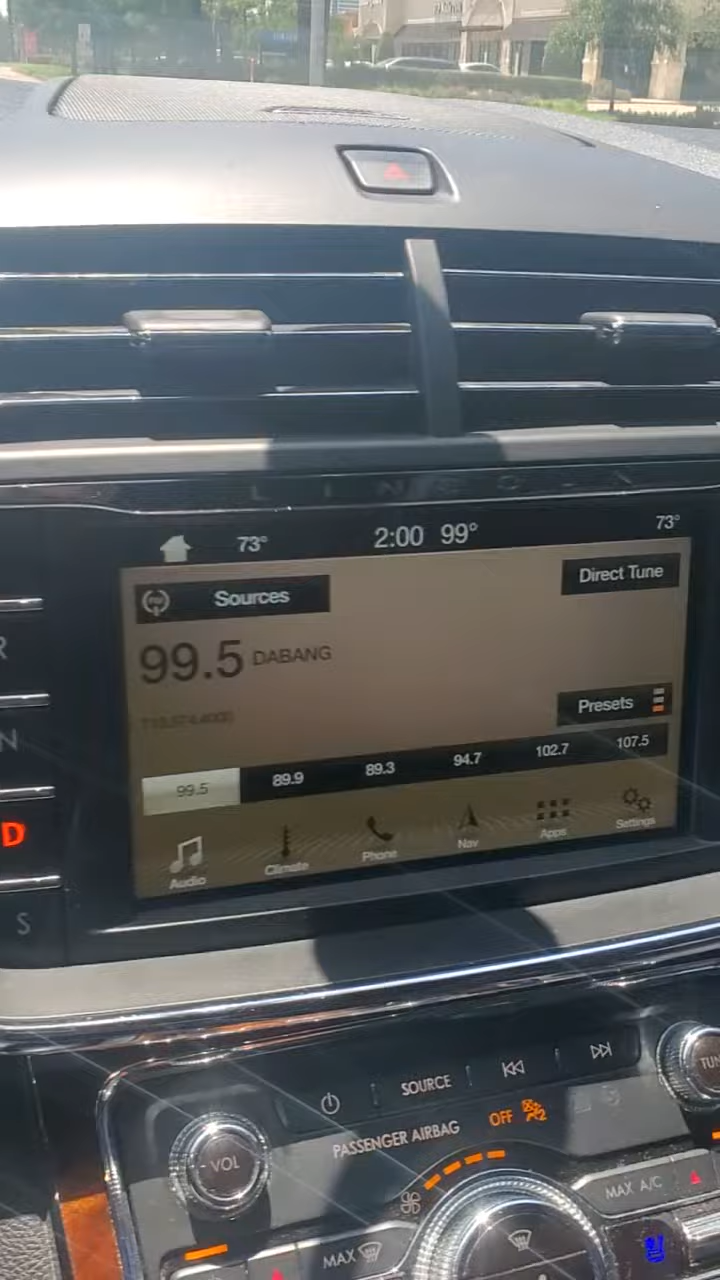 LINCOLN
73°
2:00 99°
73°
Sources
Direct Tune
99.5 DABANG
Presets
99.5 89.9 89.3 94.7 102.7 107.5
Audio Climate Phone Nav Apps Settings
R
N
D
S
SOURCE
TUN
VOL
PASSENGER AIRBAG OFF
MAX A/C
MAX